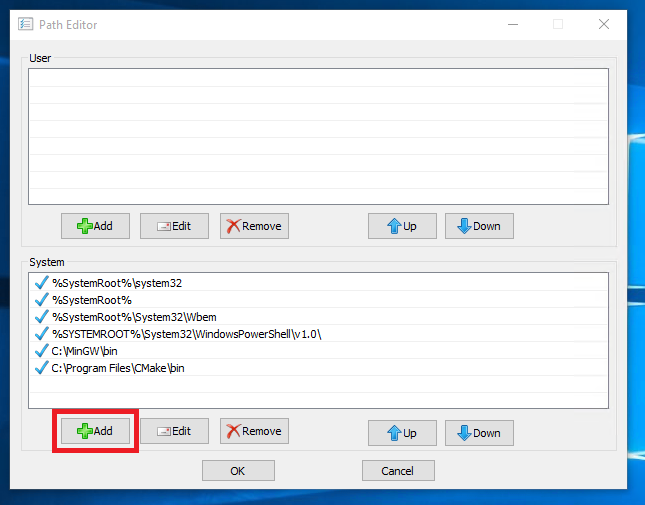 Path Editor
User
Add Edit Remove Up Down
System
%SystemRoot%\system32
%SystemRoot%
%SystemRoot%\System32\Wbem
%SYSTEMROOT%\System32\WindowsPowerShell\v1.0\
C:\MinGW\bin
C:\Program Files\CMake\bin
Add Edit Remove Up Down
OK Cancel